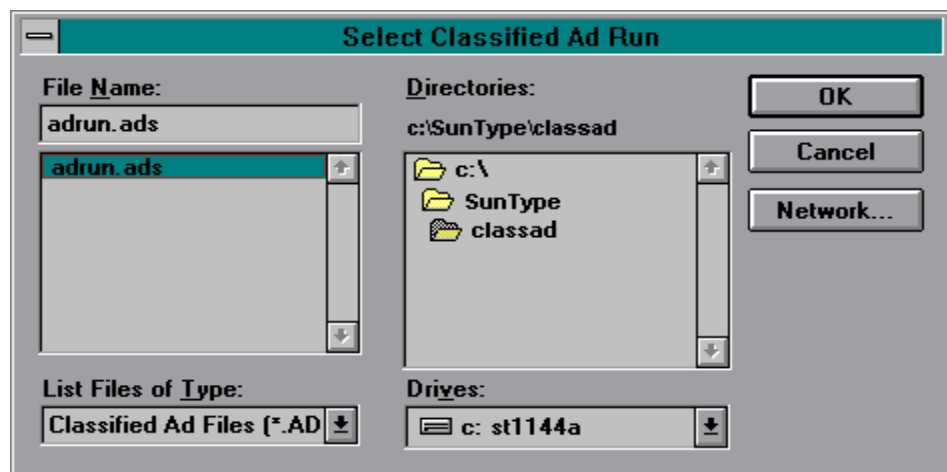 Select Classified Ad Run
File Name:
adrun.ads
adrun.ads
List Files of Type:
Classified Ad Files (*.AD
Directories:
c:\SunType\classad
c:\
SunType
classad
Drives:
c: st1144a
OK
Cancel
Network...